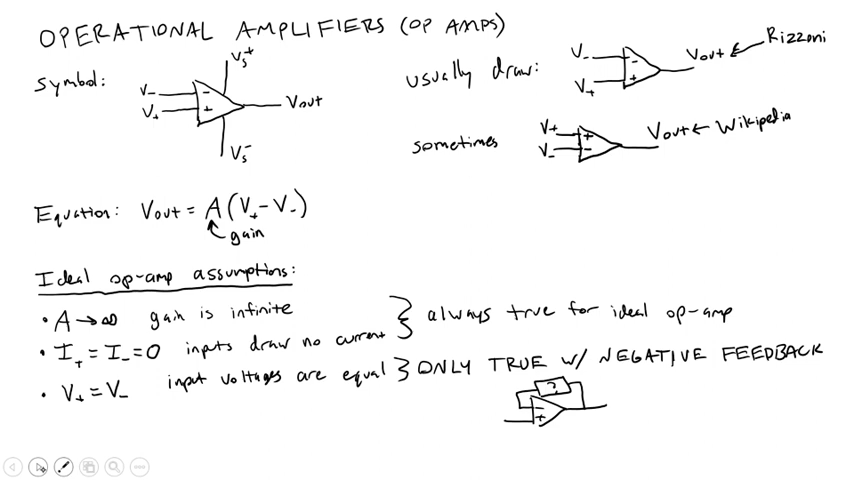 OPERATIONAL AMPLIFIERS (OP AMPS)
Symbol:
Vs+
V-
V+
-
+
Vout
Vs-
usually draw:
V-
V+
-
+
Vout ← Rizzoni
sometimes
V+
V-
+
-
Vout ← Wikipedia
Equation: Vout = A(V+ - V-)
gain
Ideal op-amp assumptions:
• A → ∞ gain is infinite
• I+ = I- = 0 inputs draw no current } always true for ideal op-amp
• V+ = V- input voltages are equal } ONLY TRUE w/ NEGATIVE FEEDBACK
?
-
+